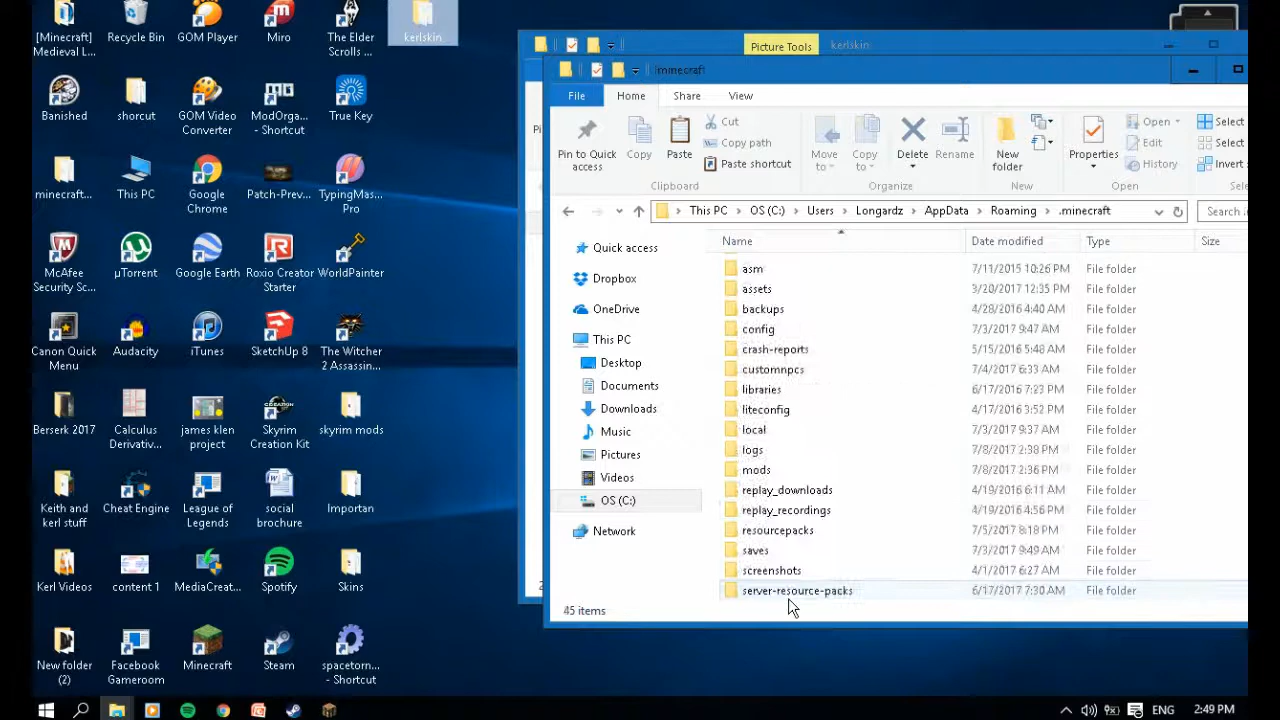 [Minecraft]
Medieval L...
Recycle Bin
GOM Player
Miro
The Elder
Scrolls ...
kerlskin
Banished
shorcut
GOM Video
Converter
ModOrga...
- Shortcut
True Key
minecraft...
This PC
Google
Chrome
Patch-Prev...
TypingMas...
Pro
McAfee
Security Sc...
µTorrent
Google Earth
Roxio Creator
Starter
WorldPainter
Canon Quick
Menu
Audacity
iTunes
SketchUp 8
The Witcher
2 Assassin...
Berserk 2017
Calculus
Derivativ...
james klen
project
Skyrim
Creation Kit
skyrim mods
Keith and
kerl stuff
Cheat Engine
League of
Legends
social
brochure
Importan
Kerl Videos
content 1
MediaCreat...
Spotify
Skins
New folder
(2)
Facebook
Gameroom
Minecraft
Steam
spacetorn...
- Shortcut
Picture Tools
kerlskin
.minecraft
File
Home
Share
View
Pin to Quick
access
Copy
Paste
Cut
Copy path
Paste shortcut
Clipboard
Move
to
Copy
to
Delete
Rename
Organize
New
folder
New
Properties
Open
Edit
History
Open
Select
Select
Invert
Sele
This PC
OS (C:)
Users
Longardz
AppData
Roaming
.minecraft
Search
Name
Date modified
Type
Size
Quick access
Dropbox
OneDrive
This PC
Desktop
Documents
Downloads
Music
Pictures
Videos
OS (C:)
Network
asm 7/11/2015 10:26 PM File folder
assets 3/20/2017 12:35 PM File folder
backups 4/28/2016 4:40 AM File folder
config 7/3/2017 9:47 AM File folder
crash-reports 5/15/2016 5:48 AM File folder
customnpcs 7/4/2017 6:33 AM File folder
libraries 6/17/2016 7:23 PM File folder
liteconfig 4/17/2016 3:52 PM File folder
local 7/3/2017 9:37 AM File folder
logs 7/8/2017 2:38 PM File folder
mods 7/8/2017 2:36 PM File folder
replay_downloads 4/19/2016 6:11 AM File folder
replay_recordings 4/19/2016 4:56 PM File folder
resourcepacks 7/5/2017 8:18 PM File folder
saves 7/3/2017 9:49 AM File folder
screenshots 4/1/2017 6:27 AM File folder
server-resource-packs 6/17/2017 7:30 AM File folder
45 items
ENG
2:49 PM